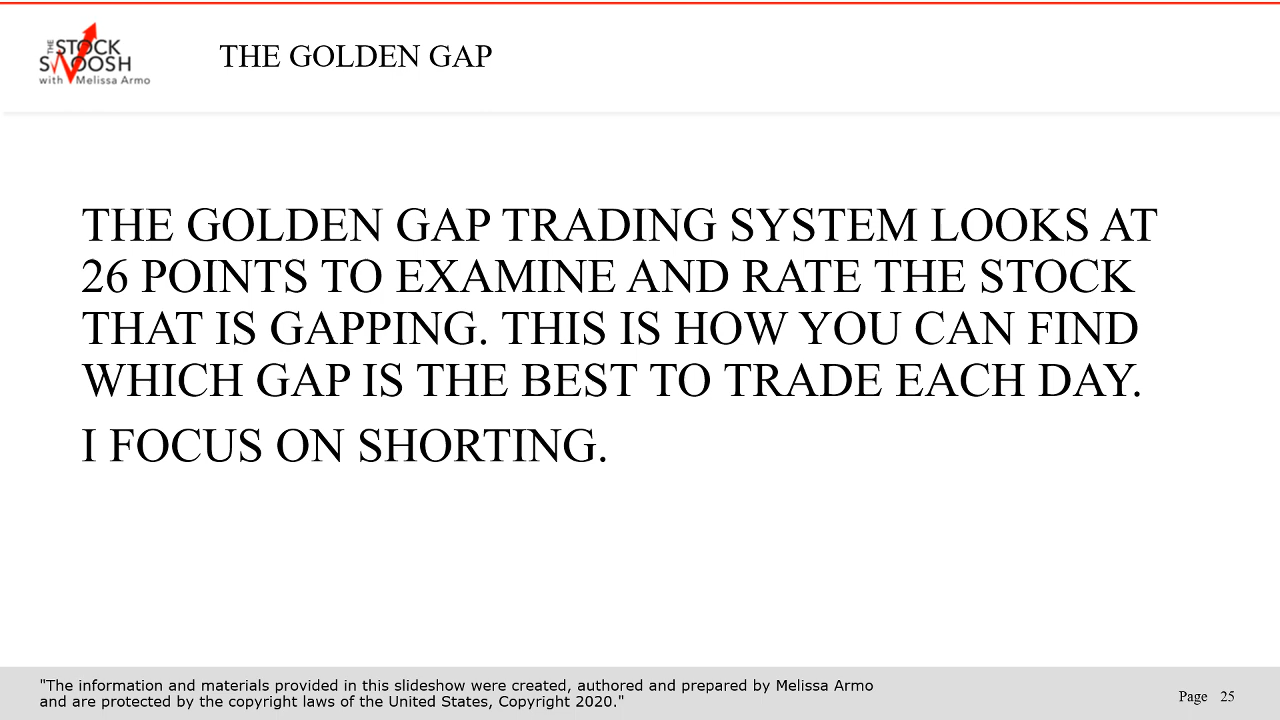 THE
STOCK
SWOOSH
with Melissa Armo
THE GOLDEN GAP
THE GOLDEN GAP TRADING SYSTEM LOOKS AT
26 POINTS TO EXAMINE AND RATE THE STOCK
THAT IS GAPPING. THIS IS HOW YOU CAN FIND
WHICH GAP IS THE BEST TO TRADE EACH DAY.
I FOCUS ON SHORTING.
"The information and materials provided in this slideshow were created, authored and prepared by Melissa Armo
and are protected by the copyright laws of the United States, Copyright 2020."
Page 25